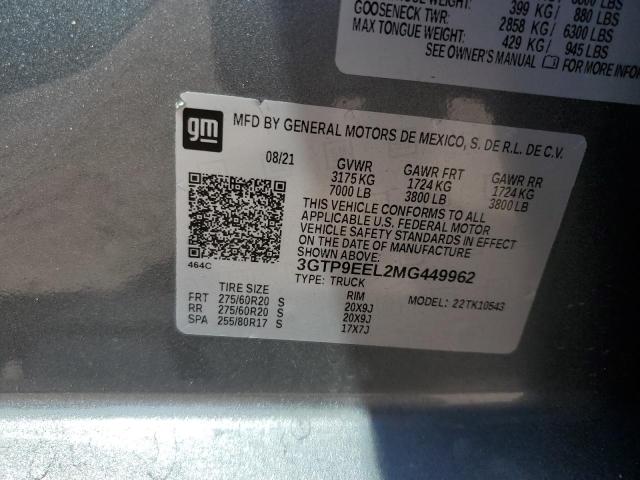 399 KG / 880 LBS
GOOSENECK TWR: 2858 KG / 6300 LBS
MAX TONGUE WEIGHT: 429 KG / 945 LBS
SEE OWNER'S MANUAL FOR MORE INFOR
gm
MFD BY GENERAL MOTORS DE MEXICO, S. DE R.L. DE C.V.
08/21 GVWR GAWR FRT GAWR RR
3175 KG 1724 KG 1724 KG
7000 LB 3800 LB 3800 LB
THIS VEHICLE CONFORMS TO ALL
APPLICABLE U.S. FEDERAL MOTOR
VEHICLE SAFETY STANDARDS IN EFFECT
ON THE DATE OF MANUFACTURE
SHOWN ABOVE.
3GTP9EEL2MG449962
464C
TYPE: TRUCK
TIRE SIZE RIM MODEL: 22TK10543
FRT 275/60R20 S 20X9J
RR 275/60R20 S 20X9J
SPA 255/80R17 S 17X7J